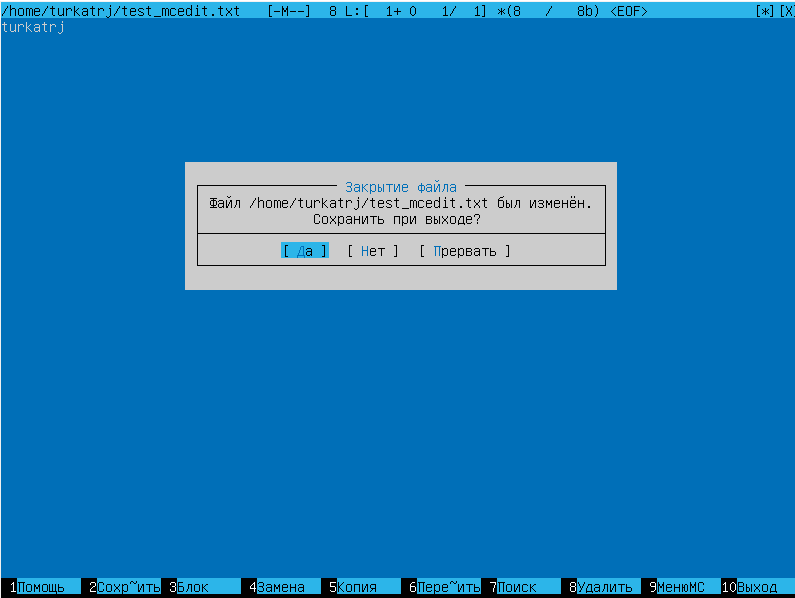 /home/turkatrj/test_mcedit.txt [-M--] 8 L:[ 1+ 0 1/ 1] *(8 / 8b) <EOF> [*][X
turkatrj
Закрытие файла
Файл /home/turkatrj/test_mcedit.txt был изменён.
Сохранить при выходе?
[ Да ] [ Нет ] [ Прервать ]
1Помощь 2Сохр~ить 3Блок 4Замена 5Копия 6Пере~ить 7Поиск 8Удалить 9МенюМС 10Выход